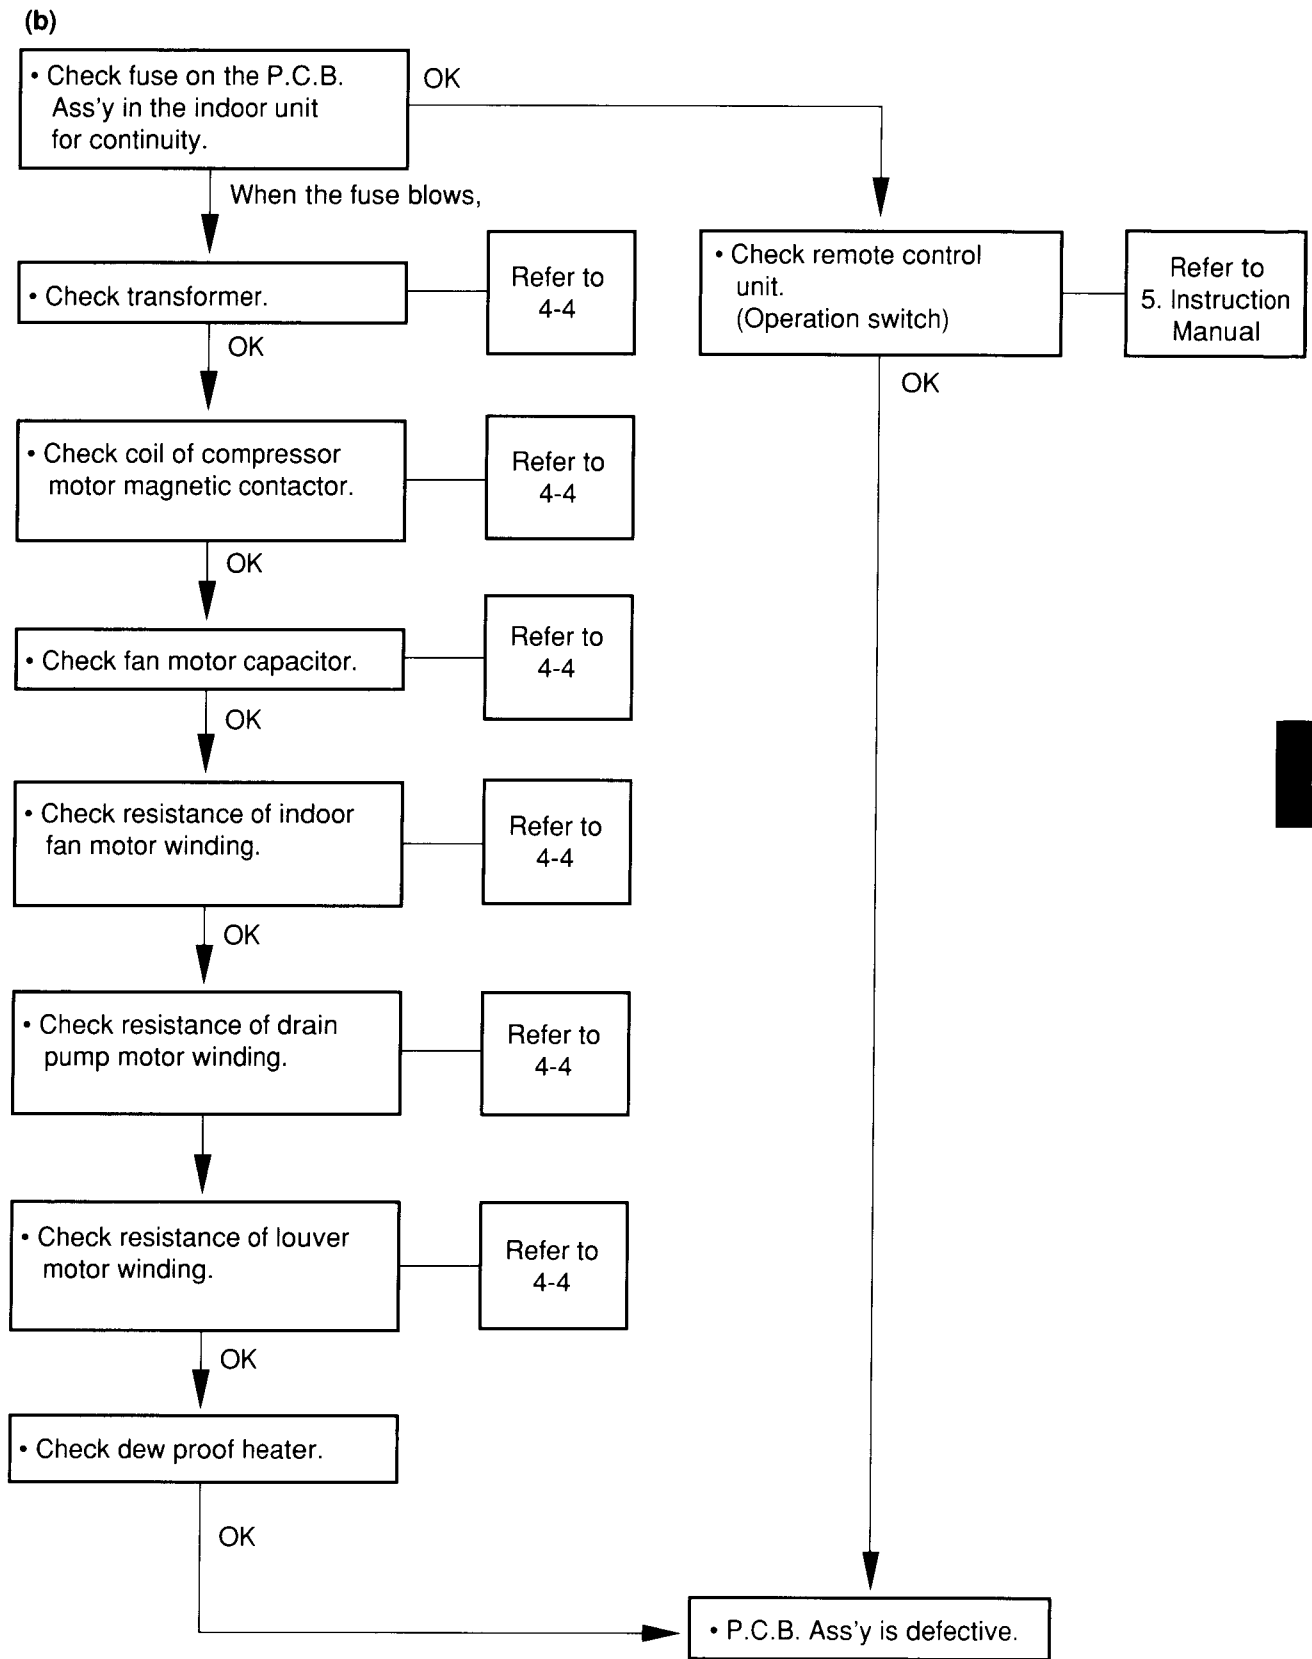 (b)
• Check fuse on the P.C.B.
Ass'y in the indoor unit
for continuity.
OK
When the fuse blows,
• Check transformer.
Refer to
4-4
• Check remote control
unit.
(Operation switch)
Refer to
5. Instruction
Manual
OK
OK
• Check coil of compressor
motor magnetic contactor.
Refer to
4-4
OK
• Check fan motor capacitor.
Refer to
4-4
OK
• Check resistance of indoor
fan motor winding.
Refer to
4-4
OK
• Check resistance of drain
pump motor winding.
Refer to
4-4
• Check resistance of louver
motor winding.
Refer to
4-4
OK
• Check dew proof heater.
OK
• P.C.B. Ass'y is defective.